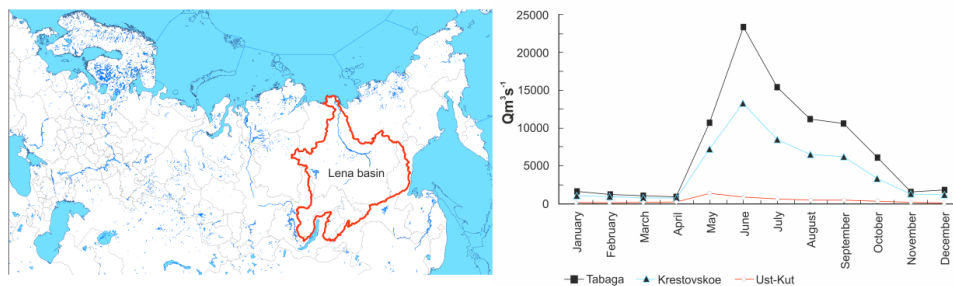 Lena basin
Qm³s⁻¹
25000
20000
15000
10000
5000
0
January
February
March
April
May
June
July
August
September
October
November
December
Tabaga
Krestovskoe
Ust-Kut